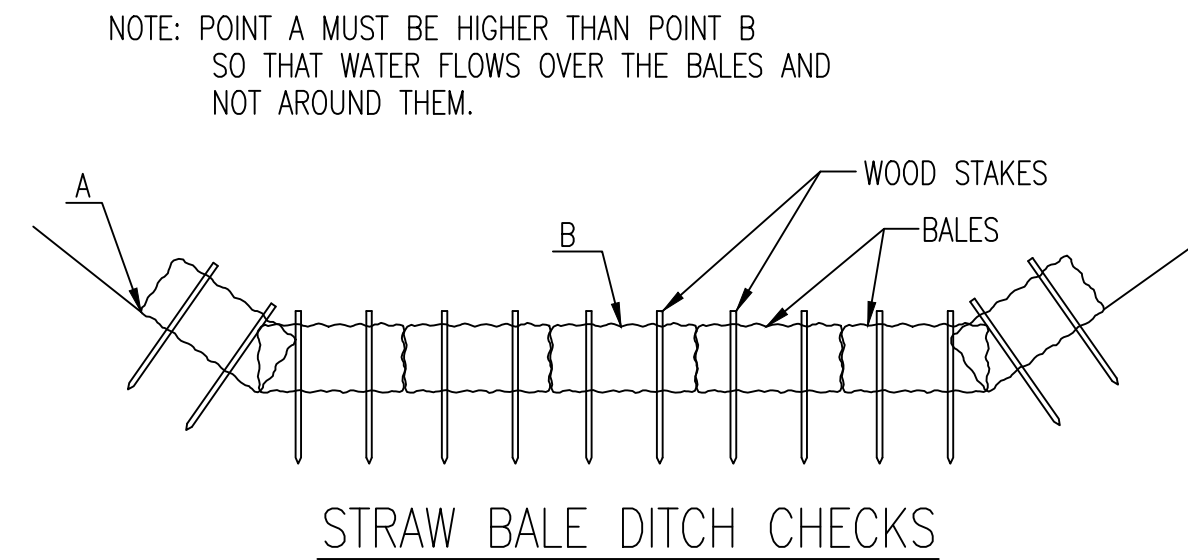 NOTE: POINT A MUST BE HIGHER THAN POINT B
SO THAT WATER FLOWS OVER THE BALES AND
NOT AROUND THEM.
A
WOOD STAKES
B
BALES
STRAW BALE DITCH CHECKS